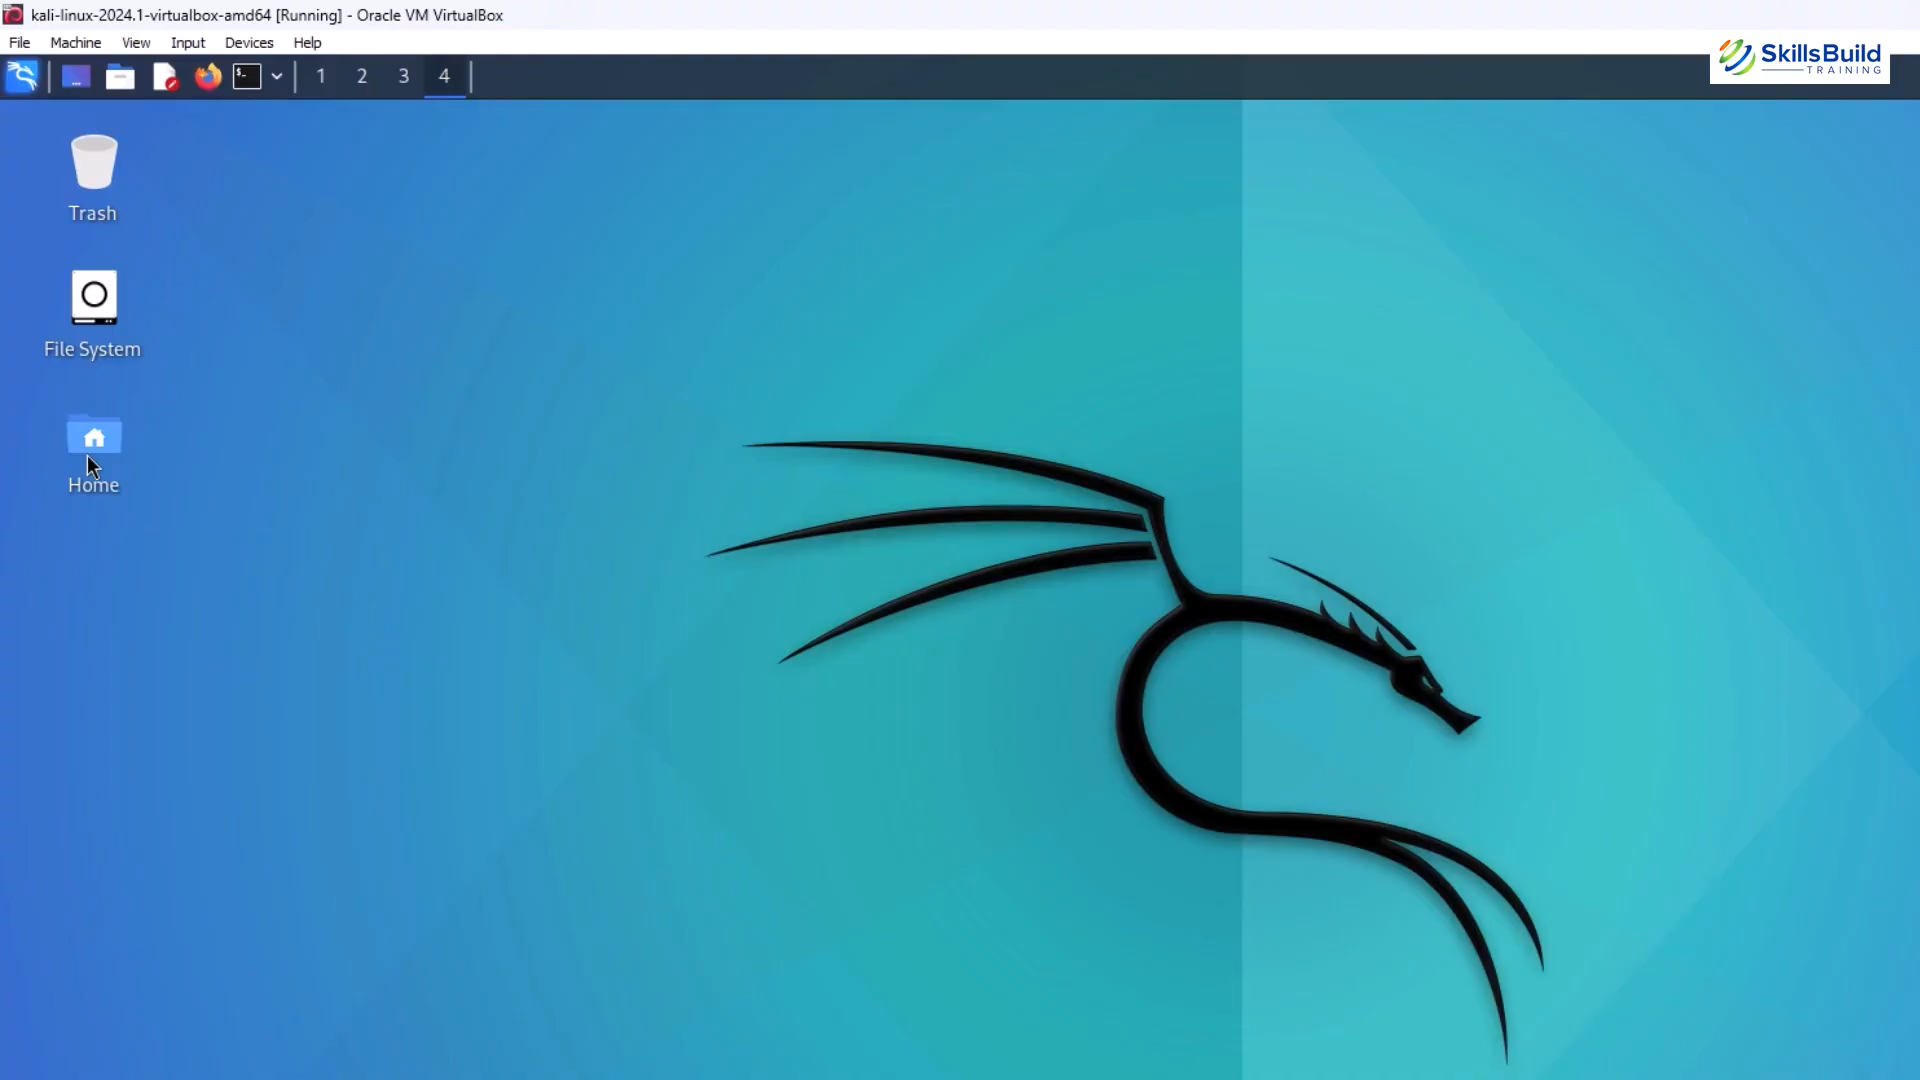 kali-linux-2024.1-virtualbox-amd64 [Running] - Oracle VM VirtualBox
File Machine View Input Devices Help
SkillsBuild
TRAINING
$- 1 2 3 4
Trash
File System
Home